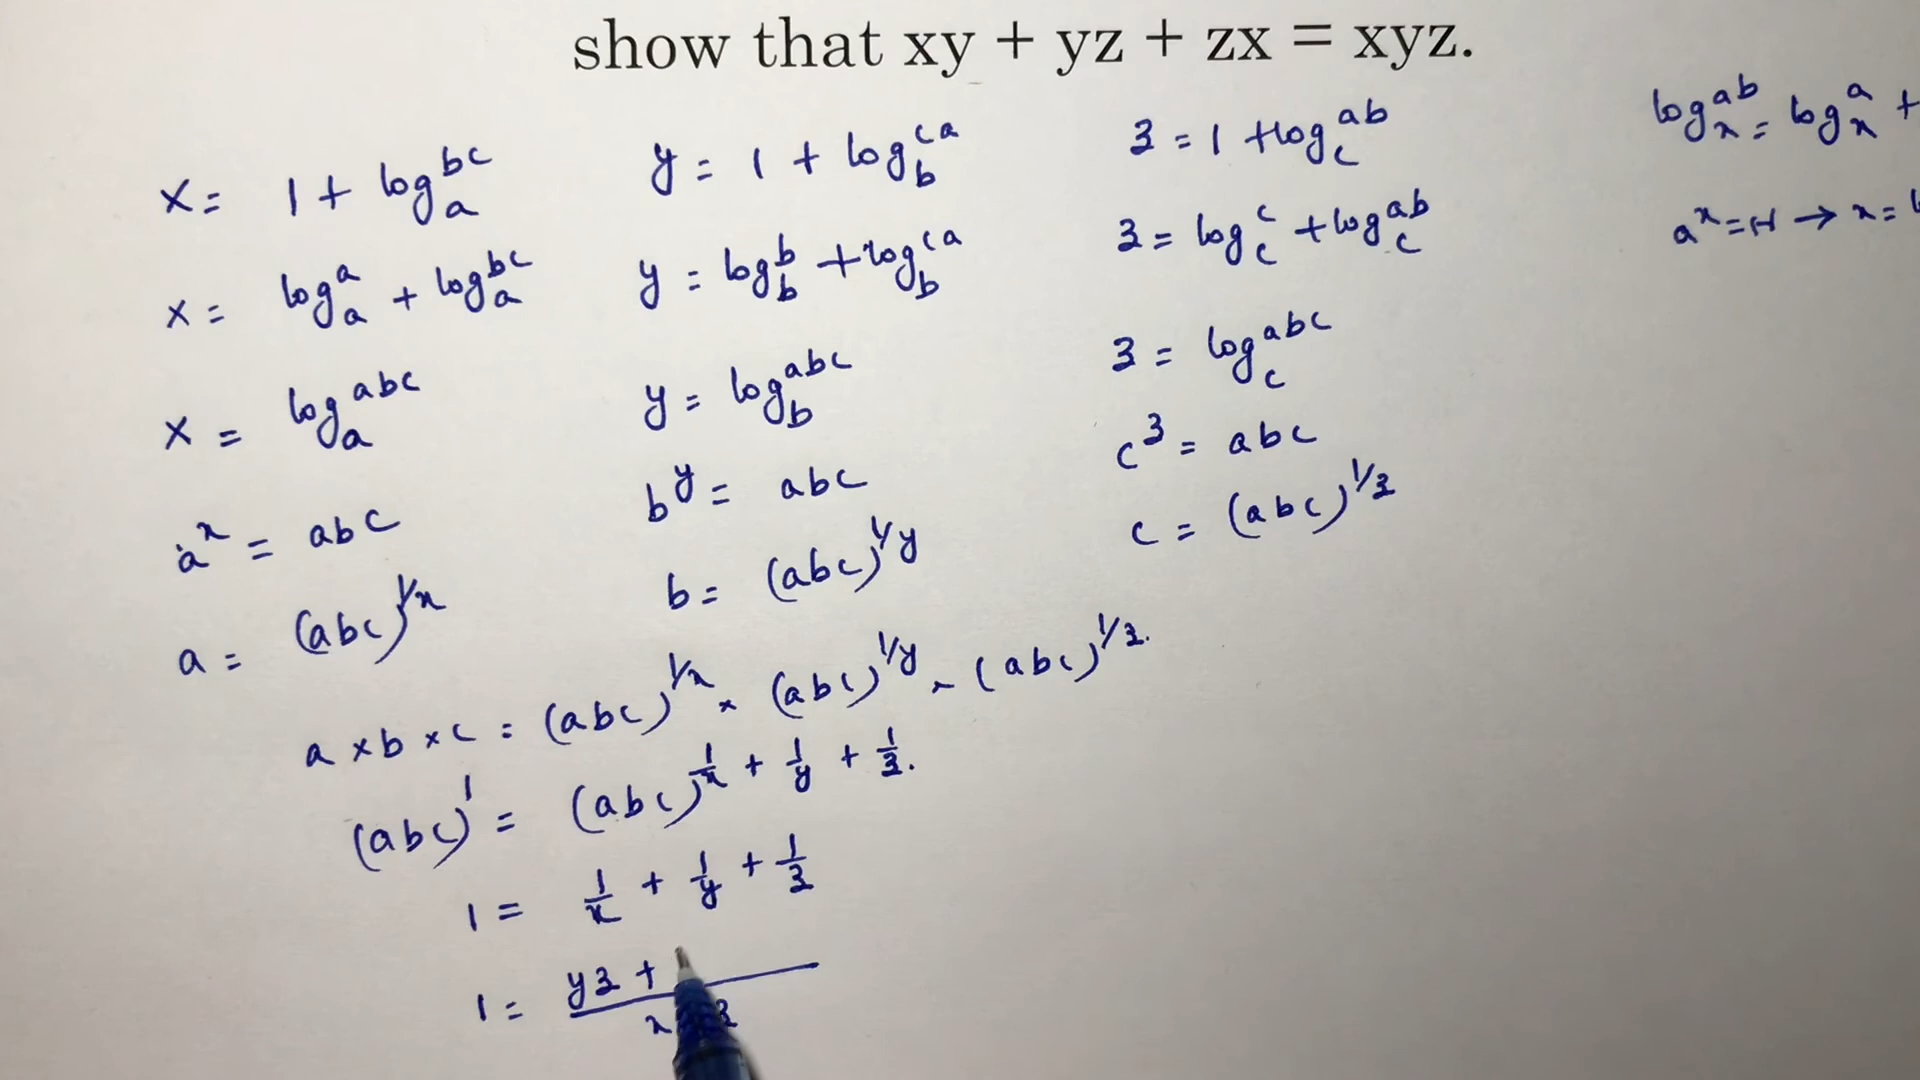 show that xy + yz + zx = xyz.
x = 1 + log_a^bc
y = 1 + log_b^ca
z = 1 + log_c^ab
log_x^ab = log_x^a +
x = log_a^a + log_a^bc
y = log_b^b + log_b^ca
z = log_c^c + log_c^ab
a^x = N → x =
x = log_a^abc
y = log_b^abc
z = log_c^abc
a^x = abc
b^y = abc
c^z = abc
a = (abc)^1/x
b = (abc)^1/y
c = (abc)^1/z
a × b × c = (abc)^1/x × (abc)^1/y × (abc)^1/z.
(abc)^1 = (abc)^1/x + 1/y + 1/z.
1 = 1/x + 1/y + 1/z
1 = yz +